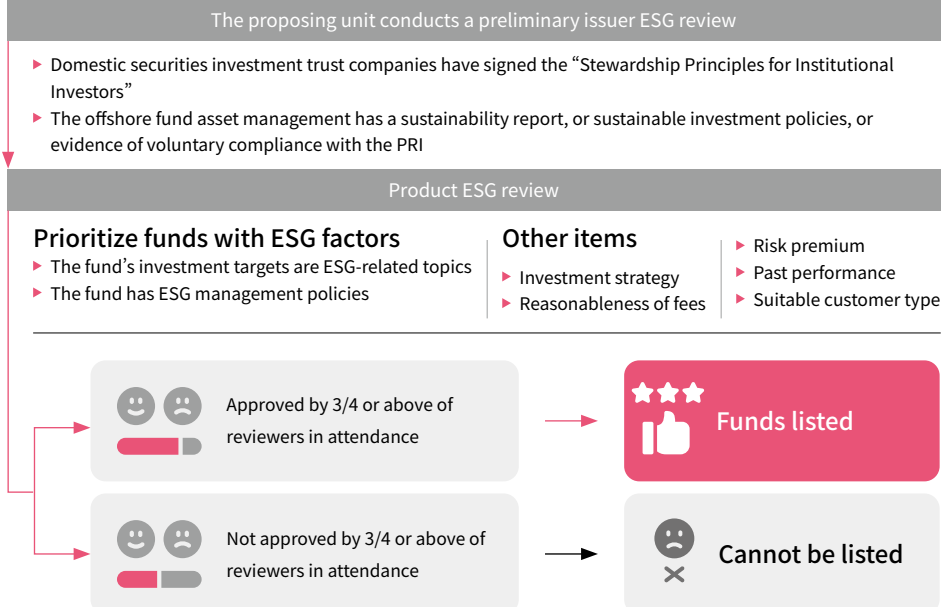 The proposing unit conducts a preliminary issuer ESG review
Domestic securities investment trust companies have signed the “Stewardship Principles for Institutional
Investors”
The offshore fund asset management has a sustainability report, or sustainable investment policies, or
evidence of voluntary compliance with the PRI
Product ESG review
Prioritize funds with ESG factors
The fund’s investment targets are ESG-related topics
The fund has ESG management policies
Other items
Investment strategy
Reasonableness of fees
Risk premium
Past performance
Suitable customer type
Approved by 3/4 or above of
reviewers in attendance
Funds listed
Not approved by 3/4 or above of
reviewers in attendance
Cannot be listed